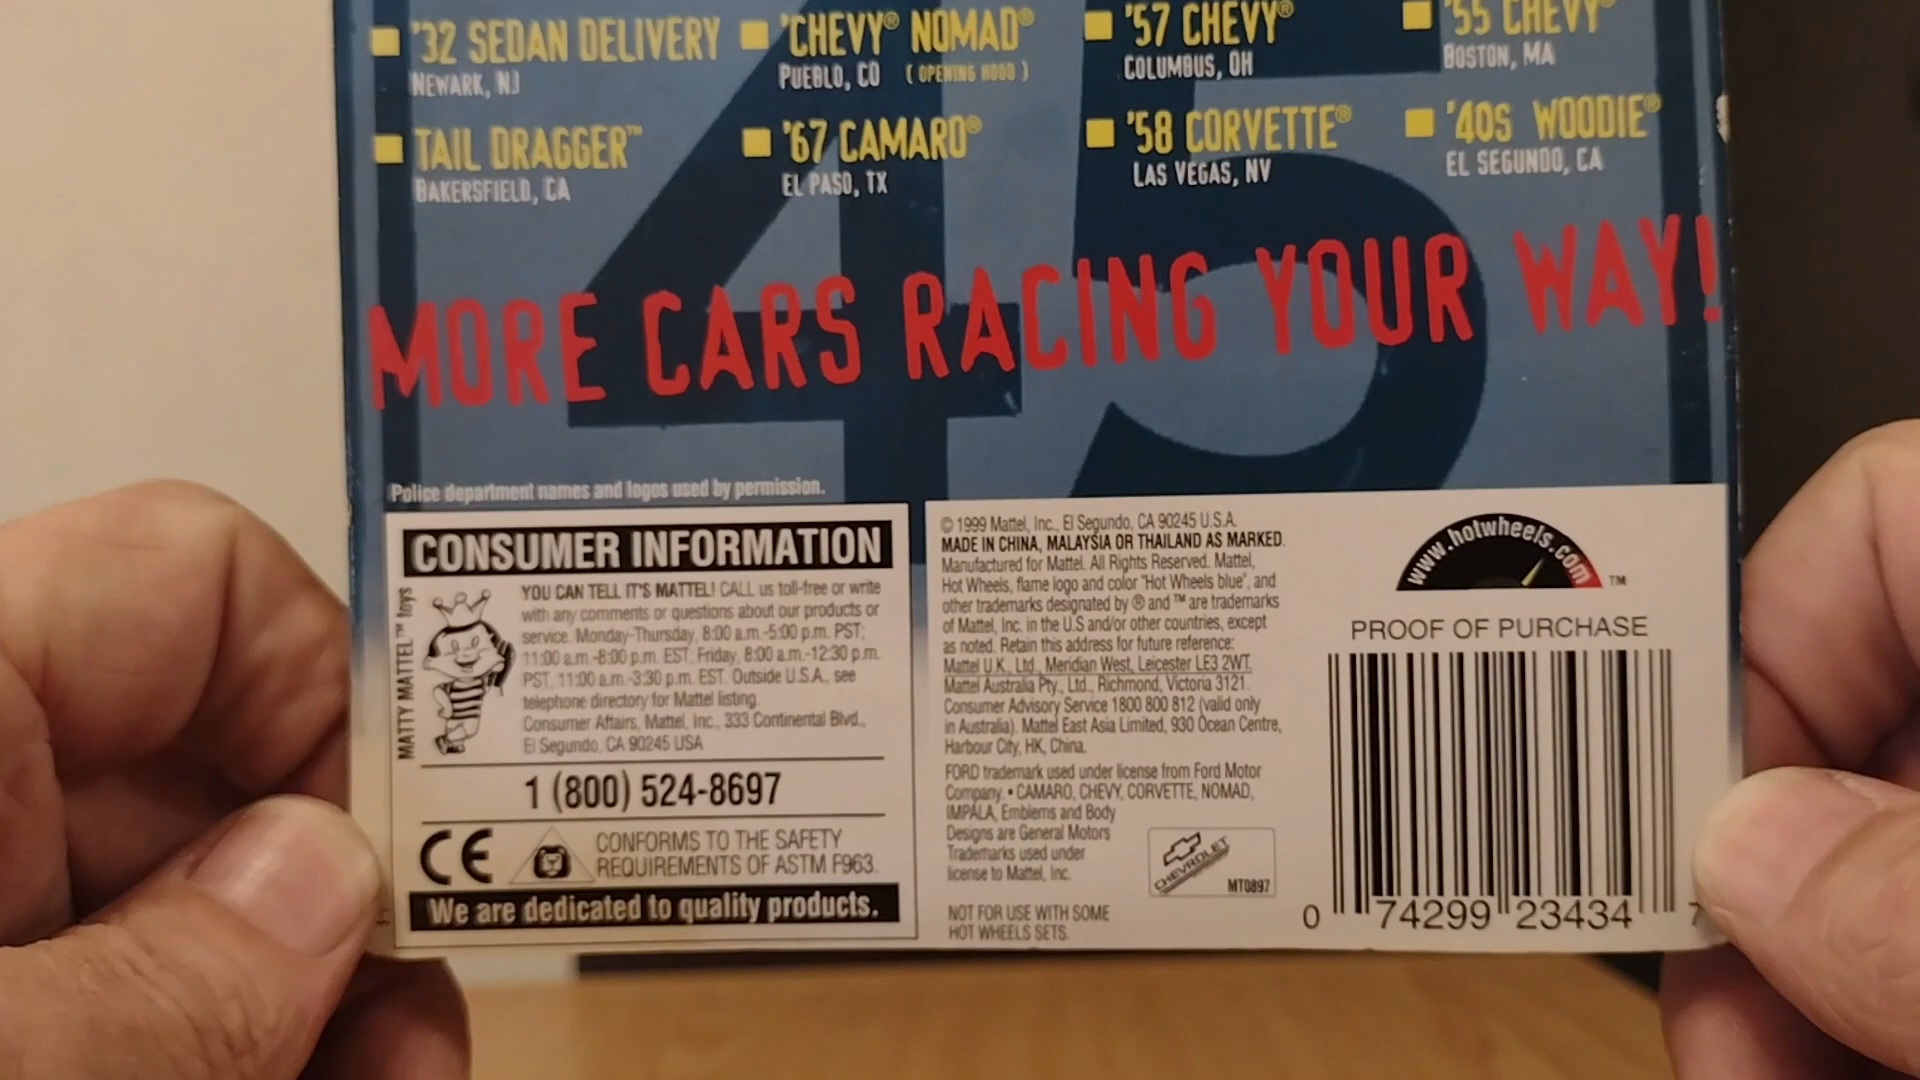 '32 SEDAN DELIVERY
NEWARK, NJ
'CHEVY® NOMAD®
PUEBLO, CO ( OPENING HOOD )
'57 CHEVY®
COLUMBUS, OH
'55 CHEVY®
BOSTON, MA
TAIL DRAGGER™
BAKERSFIELD, CA
'67 CAMARO®
EL PASO, TX
'58 CORVETTE®
LAS VEGAS, NV
'40S WOODIE®
EL SEGUNDO, CA
45
MORE CARS RACING YOUR WAY!
Police department names and logos used by permission.
CONSUMER INFORMATION
MATTY MATTEL™ toys
YOU CAN TELL IT'S MATTEL! CALL us toll-free or write
with any comments or questions about our products or
service. Monday-Thursday, 8:00 a.m.-5:00 p.m. PST;
11:00 a.m.-8:00 p.m. EST; Friday, 8:00 a.m.-12:30 p.m.
PST, 11:00 a.m.-3:30 p.m. EST. Outside U.S.A., see
telephone directory for Mattel listing.
Consumer Affairs, Mattel, Inc., 333 Continental Blvd.,
El Segundo, CA 90245 USA
1 (800) 524-8697
CE
CONFORMS TO THE SAFETY
REQUIREMENTS OF ASTM F963.
We are dedicated to quality products.
© 1999 Mattel, Inc., El Segundo, CA 90245 U.S.A.
MADE IN CHINA, MALAYSIA OR THAILAND AS MARKED.
Manufactured for Mattel. All Rights Reserved. Mattel,
Hot Wheels, flame logo and color "Hot Wheels blue", and
other trademarks designated by ® and ™ are trademarks
of Mattel, Inc. in the U.S and/or other countries, except
as noted. Retain this address for future reference:
Mattel U.K., Ltd., Meridian West, Leicester LE3 2WT.
Mattel Australia Pty., Ltd., Richmond, Victoria 3121.
Consumer Advisory Service 1800 800 812 (valid only
in Australia). Mattel East Asia Limited, 930 Ocean Centre,
Harbour City, HK, China.
FORD trademark used under license from Ford Motor
Company. • CAMARO, CHEVY, CORVETTE, NOMAD,
IMPALA, Emblems and Body
Designs are General Motors
Trademarks used under
license to Mattel, Inc.
CHEVROLET
MT0897
NOT FOR USE WITH SOME
HOT WHEELS SETS.
www.hotwheels.com™
PROOF OF PURCHASE
0 74299 23434 7